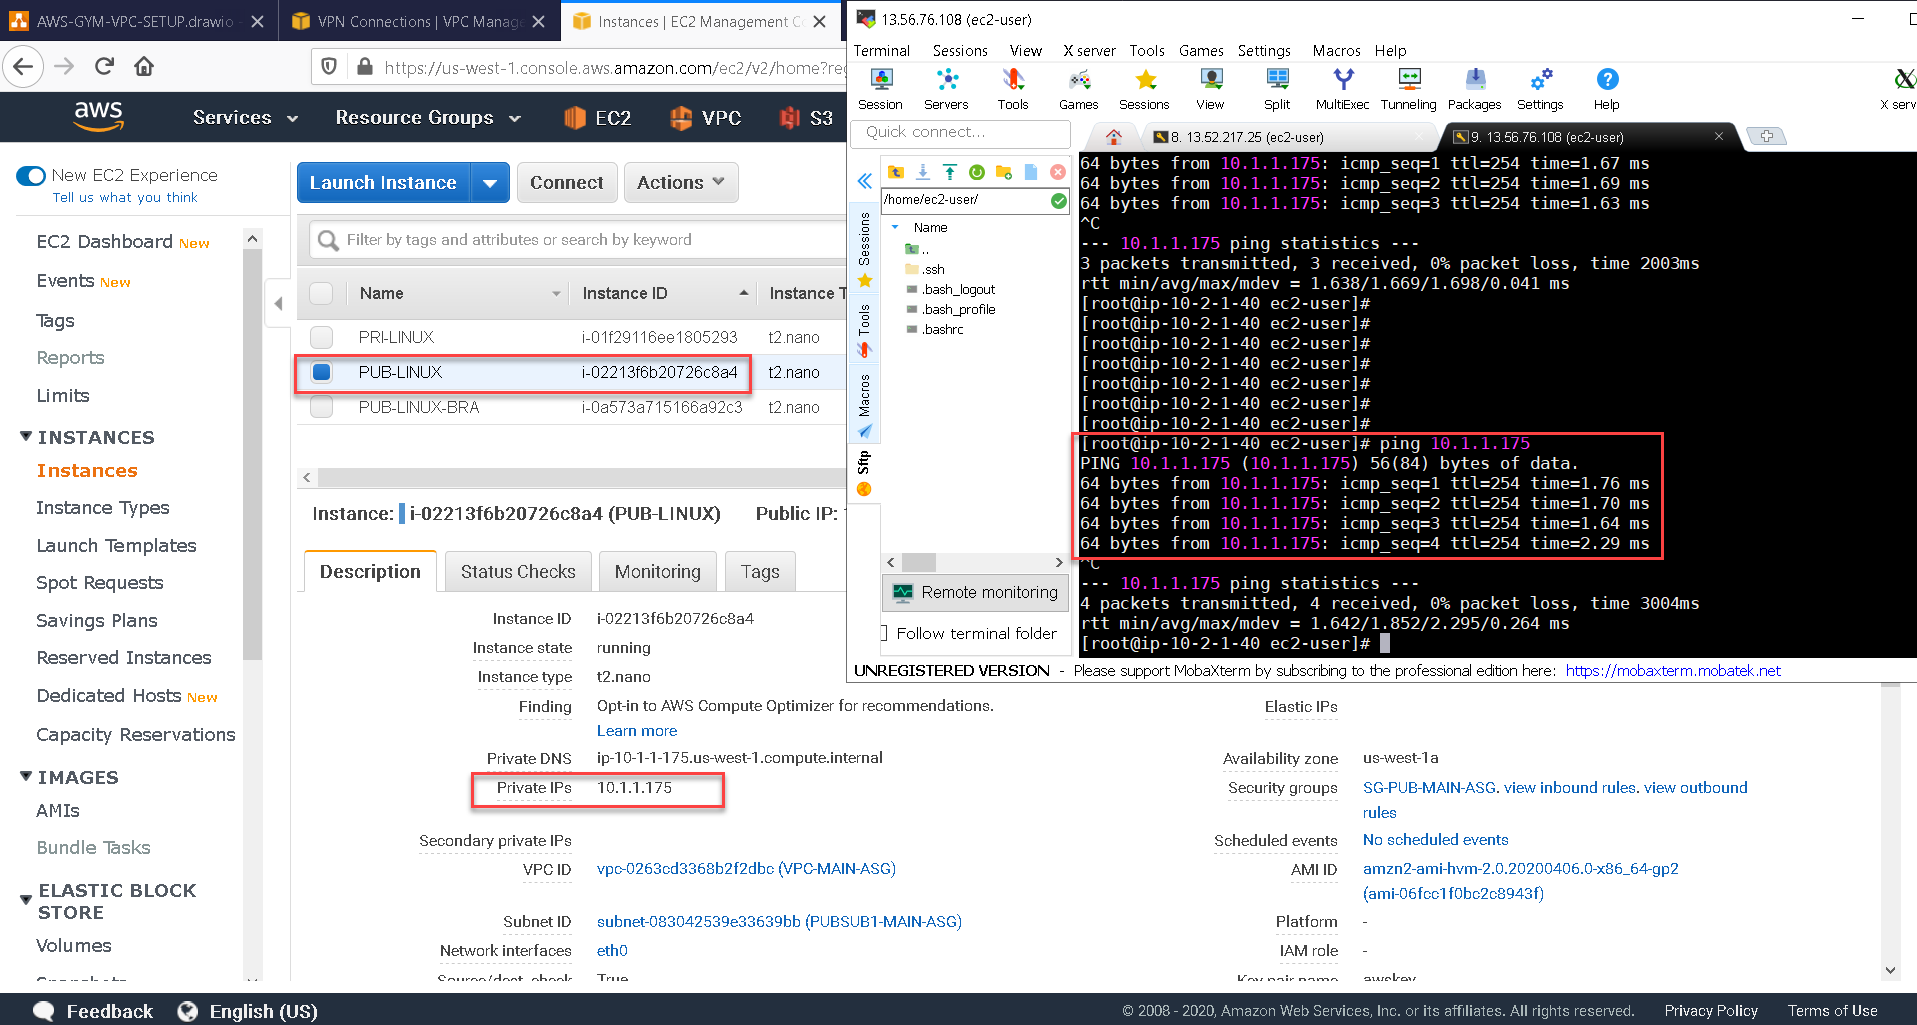 AWS-GYM-VPC-SETUP.drawio -
VPN Connections | VPC Manage
Instances | EC2 Management Co
https://us-west-1.console.aws.amazon.com/ec2/v2/home?reg
aws
Services
Resource Groups
EC2
VPC
S3
New EC2 Experience
Tell us what you think
EC2 Dashboard New
Events New
Tags
Reports
Limits
INSTANCES
Instances
Instance Types
Launch Templates
Spot Requests
Savings Plans
Reserved Instances
Dedicated Hosts New
Capacity Reservations
IMAGES
AMIs
Bundle Tasks
ELASTIC BLOCK
STORE
Volumes
Snapshots
Launch Instance
Connect
Actions
Filter by tags and attributes or search by keyword
Name
Instance ID
Instance T
PRI-LINUX i-01f29116ee1805293 t2.nano
PUB-LINUX i-02213f6b20726c8a4 t2.nano
PUB-LINUX-BRA i-0a573a715166a92c3 t2.nano
Instance: i-02213f6b20726c8a4 (PUB-LINUX) Public IP:
Description
Status Checks
Monitoring
Tags
Instance ID i-02213f6b20726c8a4
Instance state running
Instance type t2.nano
Finding Opt-in to AWS Compute Optimizer for recommendations.
Learn more
Private DNS ip-10-1-1-175.us-west-1.compute.internal
Private IPs 10.1.1.175
Secondary private IPs
VPC ID vpc-0263cd3368b2f2dbc (VPC-MAIN-ASG)
Subnet ID subnet-083042539e33639bb (PUBSUB1-MAIN-ASG)
Network interfaces eth0
Source/dest. check True
Elastic IPs
Availability zone us-west-1a
Security groups SG-PUB-MAIN-ASG. view inbound rules. view outbound
rules
Scheduled events No scheduled events
AMI ID amzn2-ami-hvm-2.0.20200406.0-x86_64-gp2
(ami-06fcc1f0bc2c8943f)
Platform -
IAM role -
Key pair name awskey
13.56.76.108 (ec2-user)
Terminal Sessions View X server Tools Games Settings Macros Help
Session Servers Tools Games Sessions View Split MultiExec Tunneling Packages Settings Help X serv
Quick connect...
8. 13.52.217.25 (ec2-user)
9. 13.56.76.108 (ec2-user)
Sessions
Tools
Macros
Sftp
/home/ec2-user/
Name
..
.ssh
.bash_logout
.bash_profile
.bashrc
Remote monitoring
Follow terminal folder
64 bytes from 10.1.1.175: icmp_seq=1 ttl=254 time=1.67 ms
64 bytes from 10.1.1.175: icmp_seq=2 ttl=254 time=1.69 ms
64 bytes from 10.1.1.175: icmp_seq=3 ttl=254 time=1.63 ms
^C
--- 10.1.1.175 ping statistics ---
3 packets transmitted, 3 received, 0% packet loss, time 2003ms
rtt min/avg/max/mdev = 1.638/1.669/1.698/0.041 ms
[root@ip-10-2-1-40 ec2-user]#
[root@ip-10-2-1-40 ec2-user]#
[root@ip-10-2-1-40 ec2-user]#
[root@ip-10-2-1-40 ec2-user]#
[root@ip-10-2-1-40 ec2-user]#
[root@ip-10-2-1-40 ec2-user]#
[root@ip-10-2-1-40 ec2-user]#
[root@ip-10-2-1-40 ec2-user]# ping 10.1.1.175
PING 10.1.1.175 (10.1.1.175) 56(84) bytes of data.
64 bytes from 10.1.1.175: icmp_seq=1 ttl=254 time=1.76 ms
64 bytes from 10.1.1.175: icmp_seq=2 ttl=254 time=1.70 ms
64 bytes from 10.1.1.175: icmp_seq=3 ttl=254 time=1.64 ms
64 bytes from 10.1.1.175: icmp_seq=4 ttl=254 time=2.29 ms
^C
--- 10.1.1.175 ping statistics ---
4 packets transmitted, 4 received, 0% packet loss, time 3004ms
rtt min/avg/max/mdev = 1.642/1.852/2.295/0.264 ms
[root@ip-10-2-1-40 ec2-user]#
UNREGISTERED VERSION - Please support MobaXterm by subscribing to the professional edition here: https://mobaxterm.mobatek.net
Feedback
English (US)
© 2008 - 2020, Amazon Web Services, Inc. or its affiliates. All rights reserved.
Privacy Policy
Terms of Use